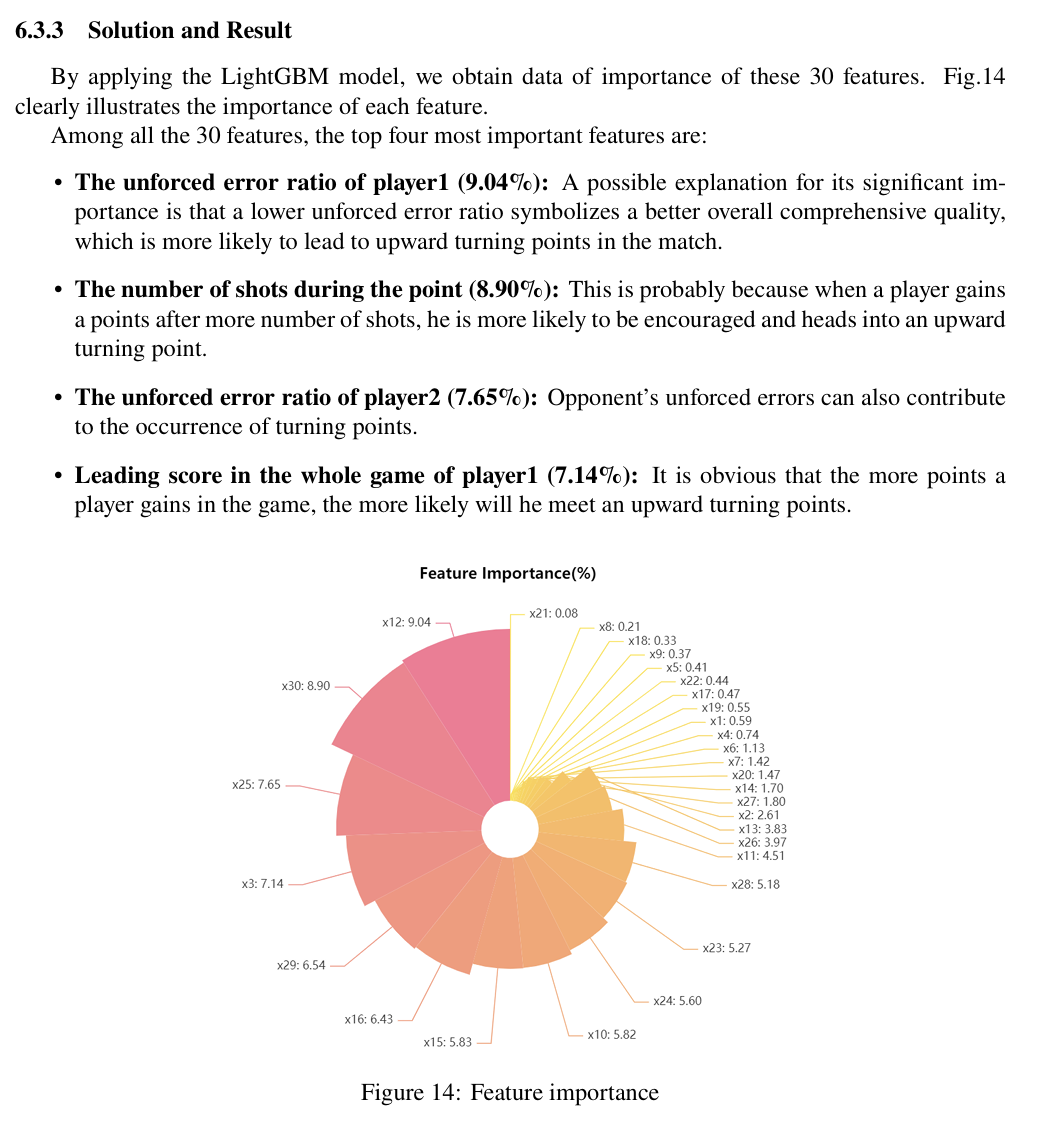 6.3.3 Solution and Result
By applying the LightGBM model, we obtain data of importance of these 30 features. Fig.14
clearly illustrates the importance of each feature.
Among all the 30 features, the top four most important features are:
• The unforced error ratio of player1 (9.04%): A possible explanation for its significant im-
portance is that a lower unforced error ratio symbolizes a better overall comprehensive quality,
which is more likely to lead to upward turning points in the match.
• The number of shots during the point (8.90%): This is probably because when a player gains
a points after more number of shots, he is more likely to be encouraged and heads into an upward
turning point.
• The unforced error ratio of player2 (7.65%): Opponent's unforced errors can also contribute
to the occurrence of turning points.
• Leading score in the whole game of player1 (7.14%): It is obvious that the more points a
player gains in the game, the more likely will he meet an upward turning points.
Feature Importance(%)
x21: 0.08
x8: 0.21
x18: 0.33
x9: 0.37
x5: 0.41
x22: 0.44
x17: 0.47
x19: 0.55
x1: 0.59
x4: 0.74
x6: 1.13
x7: 1.42
x20: 1.47
x14: 1.70
x27: 1.80
x2: 2.61
x13: 3.83
x26: 3.97
x11: 4.51
x28: 5.18
x23: 5.27
x24: 5.60
x10: 5.82
x15: 5.83
x16: 6.43
x29: 6.54
x3: 7.14
x25: 7.65
x30: 8.90
x12: 9.04
Figure 14: Feature importance